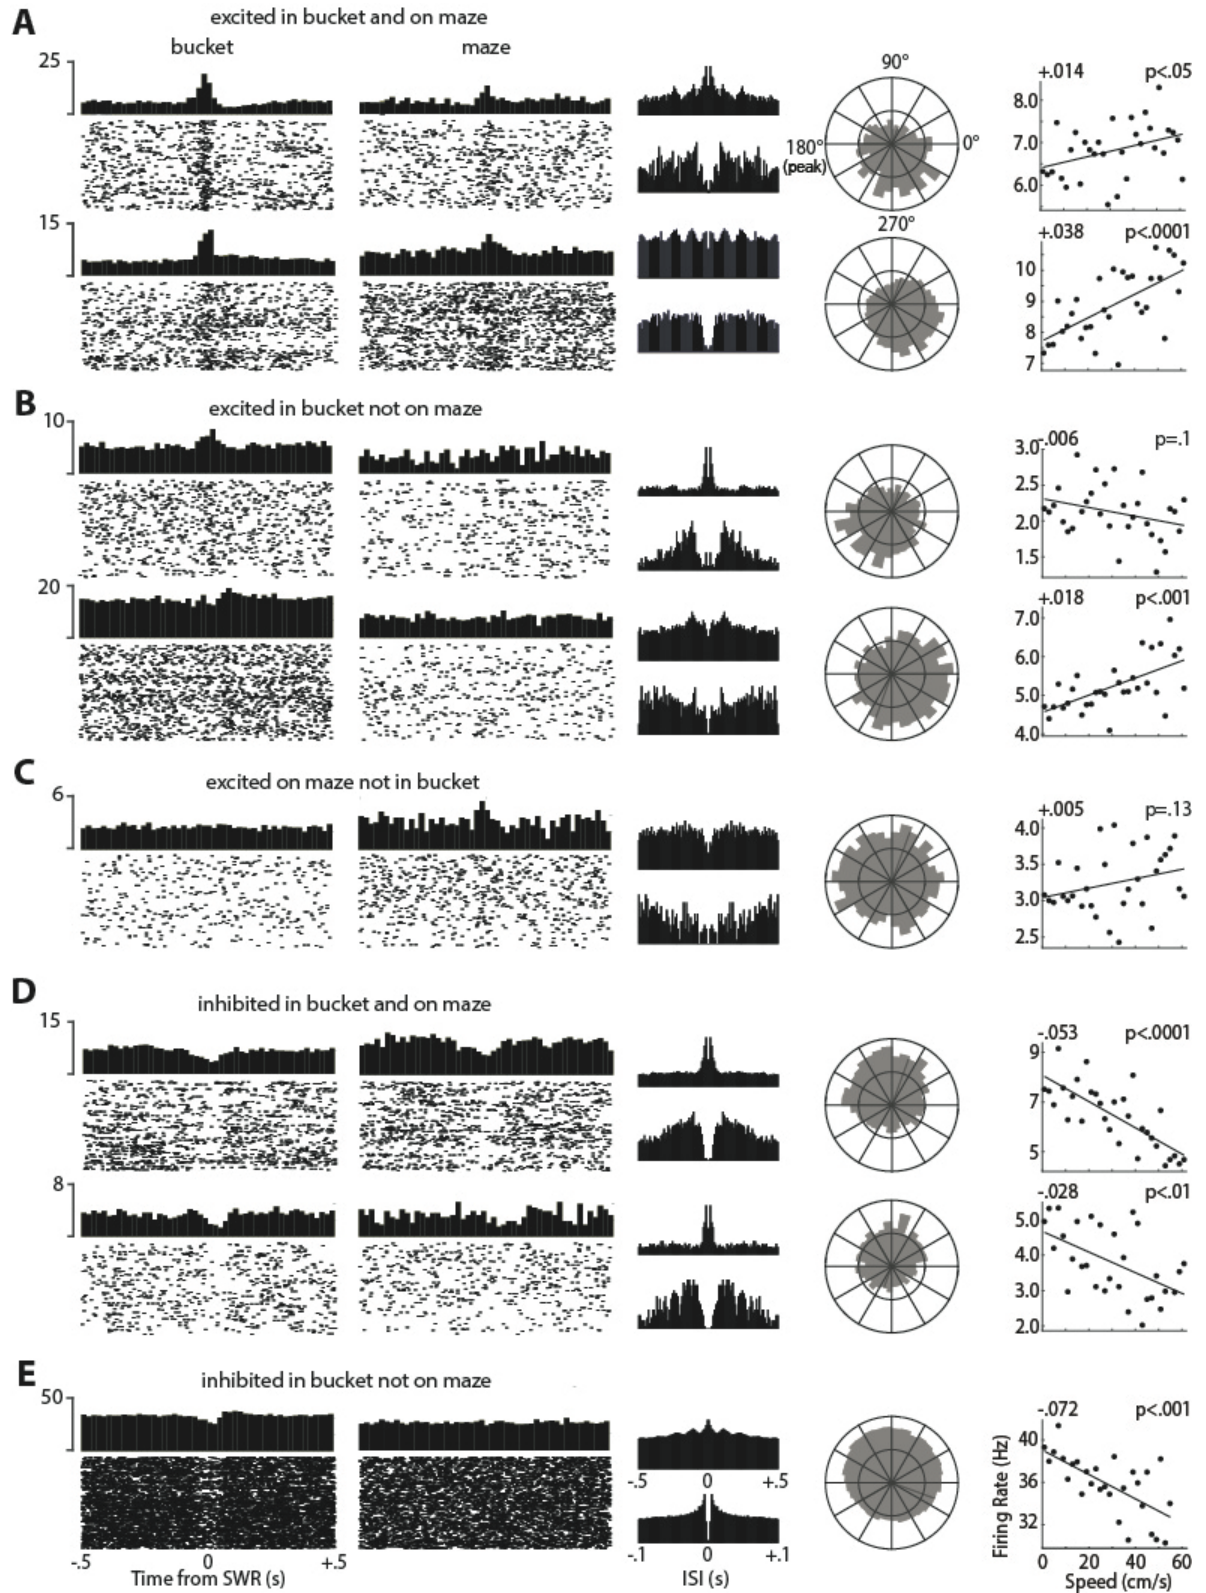 A excited in bucket and on maze
bucket maze
25
90°
180° 0°
(peak)
270°
+.014 p<.05
8.0
7.0
6.0
15
+.038 p<.0001
10
9
8
7
B excited in bucket not on maze
10
-.006 p=.1
3.0
2.5
2.0
1.5
20
+.018 p<.001
7.0
6.0
5.0
4.0
C excited on maze not in bucket
6
+.005 p=.13
4.0
3.5
3.0
2.5
D inhibited in bucket and on maze
15
-.053 p<.0001
9
7
5
8
-.028 p<.01
5.0
4.0
3.0
2.0
E inhibited in bucket not on maze
50
-.072 p<.001
-.5 0 +.5
40
36
32
Firing Rate (Hz)
-.5 0 +.5
Time from SWR (s)
-.1 0 +.1
ISI (s)
0 20 40 60
Speed (cm/s)